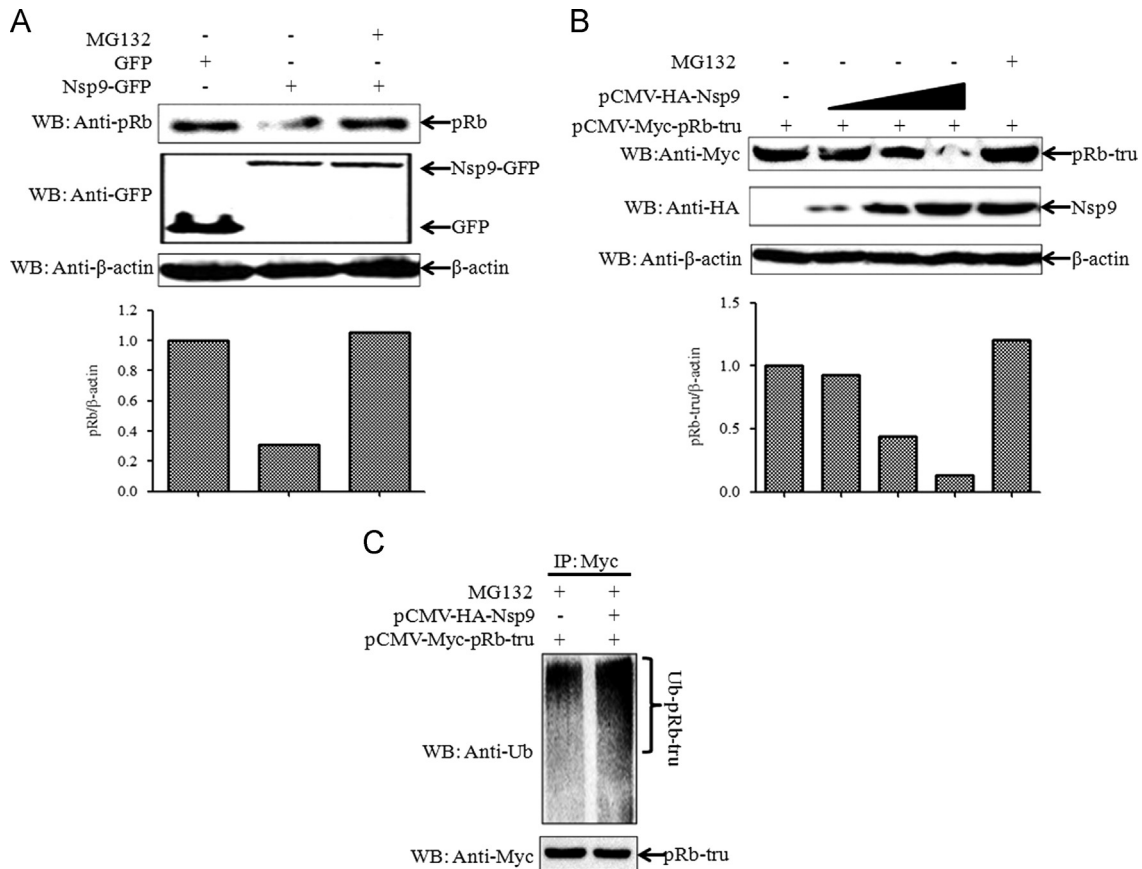 A
MG132 - - +
GFP + - -
Nsp9-GFP - + +
WB: Anti-pRb pRb
Nsp9-GFP
WB: Anti-GFP
GFP
WB: Anti-β-actin β-actin
1.2
1.0
0.8
0.6
0.4
0.2
0.0
pRb/β-actin
B
MG132 - - - - +
pCMV-HA-Nsp9 -
pCMV-Myc-pRb-tru + + + + +
WB:Anti-Myc pRb-tru
WB: Anti-HA Nsp9
WB: Anti-β-actin β-actin
1.5
1.0
0.5
0.0
pRb-tru/β-actin
C
IP: Myc
MG132 + +
pCMV-HA-Nsp9 - +
pCMV-Myc-pRb-tru + +
Ub-pRb-tru
WB: Anti-Ub
WB: Anti-Myc pRb-tru